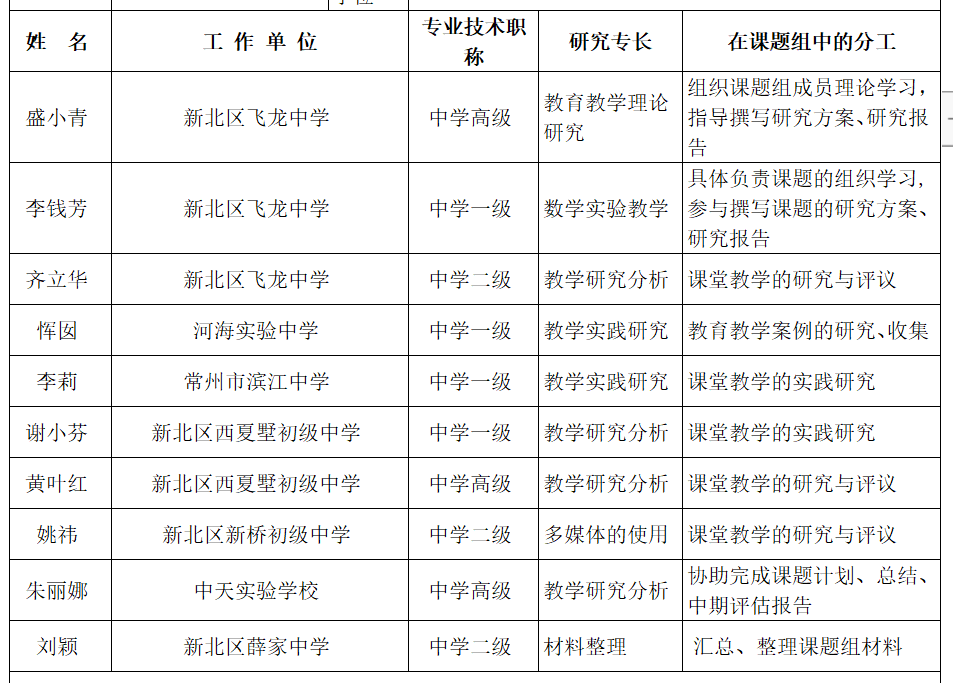 姓 名 工 作 单 位 专业技术职称 研究专长 在课题组中的分工
盛小青 新北区飞龙中学 中学高级 教育教学理论研究 组织课题组成员理论学习，指导撰写研究方案、研究报告
李钱芳 新北区飞龙中学 中学一级 数学实验教学 具体负责课题的组织学习,参与撰写课题的研究方案、研究报告
齐立华 新北区飞龙中学 中学二级 教学研究分析 课堂教学的研究与评议
恽囡 河海实验中学 中学一级 教学实践研究 教育教学案例的研究、收集
李莉 常州市滨江中学 中学一级 教学实践研究 课堂教学的实践研究
谢小芬 新北区西夏墅初级中学 中学一级 教学研究分析 课堂教学的实践研究
黄叶红 新北区西夏墅初级中学 中学高级 教学研究分析 课堂教学的研究与评议
姚祎 新北区新桥初级中学 中学二级 多媒体的使用 课堂教学的研究与评议
朱丽娜 中天实验学校 中学高级 教学研究分析 协助完成课题计划、总结、中期评估报告
刘颖 新北区薛家中学 中学二级 材料整理 汇总、整理课题组材料